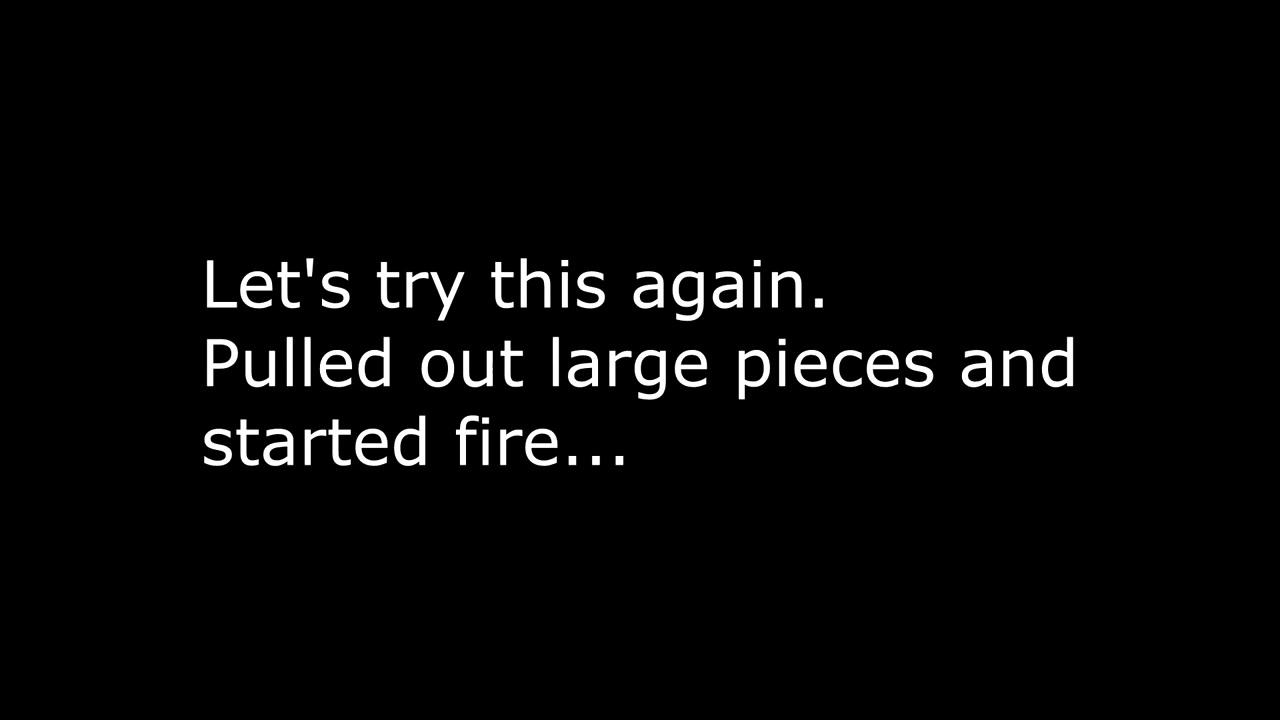 Let's try this again.
Pulled out large pieces and
started fire...